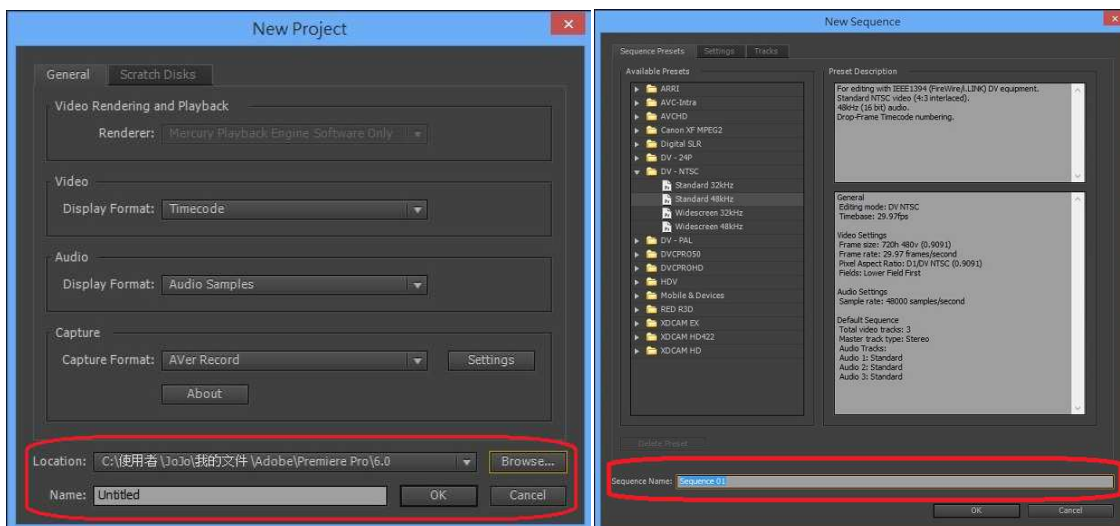 New Project
General
Scratch Disks
Video Rendering and Playback
Renderer: Mercury Playback Engine Software Only
Video
Display Format: Timecode
Audio
Display Format: Audio Samples
Capture
Capture Format: AVer Record
Settings
About
Location: C:\使用者\JoJo\我的文件\Adobe\Premiere Pro\6.0
Browse...
Name: Untitled
OK
Cancel
New Sequence
Sequence Presets
Settings
Tracks
Available Presets
ARRI
AVC-Intra
AVCHD
Canon XF MPEG2
Digital SLR
DV - 24P
DV - NTSC
Standard 32kHz
Standard 48kHz
Widescreen 32kHz
Widescreen 48kHz
DV - PAL
DVCPRO50
DVCPROHD
HDV
Mobile & Devices
RED R3D
XDCAM EX
XDCAM HD422
XDCAM HD
Delete Preset
Preset Description
For editing with IEEE1394 (FireWire/i.LINK) DV equipment.
Standard NTSC video (4:3 interlaced).
48kHz (16 bit) audio.
Drop-Frame Timecode numbering.
General
Editing mode: DV NTSC
Timebase: 29.97fps
Video Settings
Frame size: 720h 480v (0.9091)
Frame rate: 29.97 frames/second
Pixel Aspect Ratio: D1/DV NTSC (0.9091)
Fields: Lower Field First
Audio Settings
Sample rate: 48000 samples/second
Default Sequence
Total video tracks: 3
Master track type: Stereo
Audio Tracks:
Audio 1: Standard
Audio 2: Standard
Audio 3: Standard
Sequence Name: Sequence 01
OK
Cancel